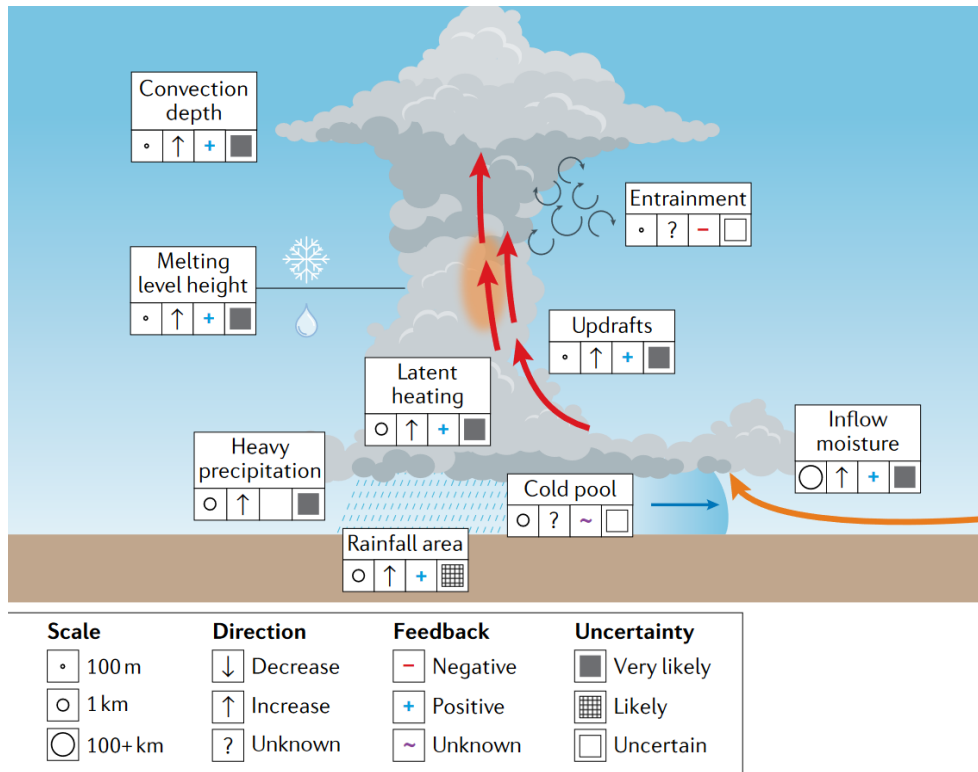 Convection
depth
↑ +
Entrainment
? −
Melting
level height
↑ +
Updrafts
↑ +
Latent
heating
↑ +
Inflow
moisture
↑ +
Heavy
precipitation
↑
Cold pool
? ~
Rainfall area
↑ +
Scale
100 m
1 km
100+ km
Direction
↓ Decrease
↑ Increase
? Unknown
Feedback
− Negative
+ Positive
~ Unknown
Uncertainty
Very likely
Likely
Uncertain